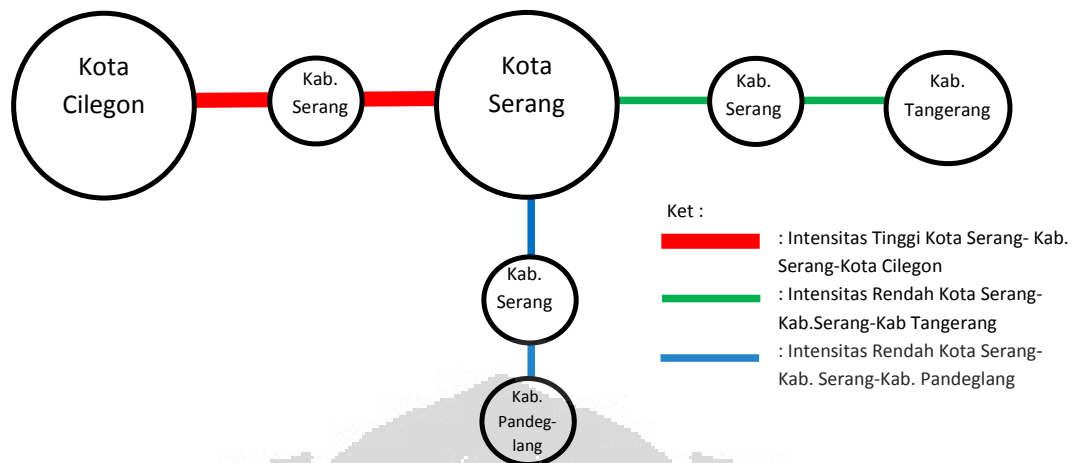 Kota
Cilegon
Kab.
Serang
Kota
Serang
Kab.
Serang
Kab.
Tangerang
Kab.
Serang
Kab.
Pandeg-
lang
Ket :
: Intensitas Tinggi Kota Serang- Kab.
Serang-Kota Cilegon
: Intensitas Rendah Kota Serang-
Kab.Serang-Kab Tangerang
: Intensitas Rendah Kota Serang-
Kab. Serang-Kab. Pandeglang